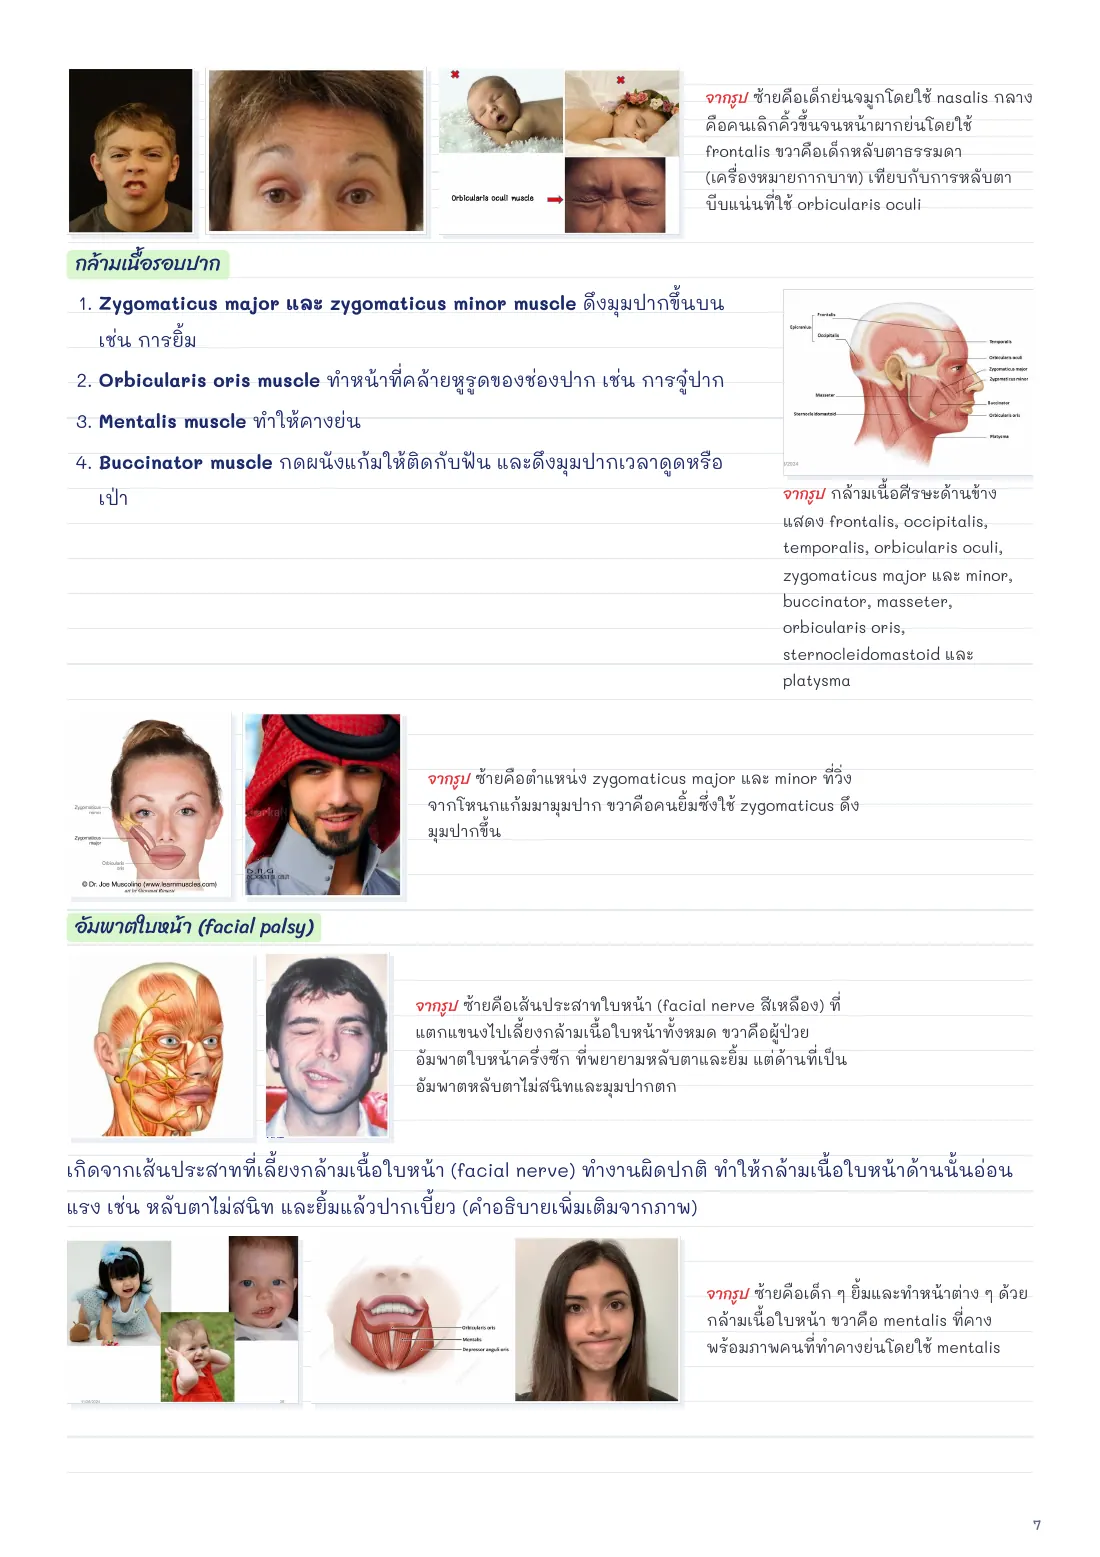 จากรูป ซ้ายคือเด็กย่นจมูกโดยใช้ nasalis กลาง
คือคนเลิกคิ้วขึ้นจนหน้าผากย่นโดยใช้
frontalis ขวาคือเด็กหลับตาธรรมดา
(เครื่องหมายกากบาท) เทียบกับการหลับตา
บีบแน่นที่ใช้ orbicularis oculi
Orbicularis oculi muscle
กล้ามเนื้อรอบปาก
1. Zygomaticus major และ zygomaticus minor muscle ดึงมุมปากขึ้นบน
เช่น การยิ้ม
2. Orbicularis oris muscle ทำหน้าที่คล้ายหูรูดของช่องปาก เช่น การจู๋ปาก
3. Mentalis muscle ทำให้คางย่น
4. Buccinator muscle กดผนังแก้มให้ติดกับฟัน และดึงมุมปากเวลาดูดหรือ
เป่า
Frontalis
Epicranius
Occipitalis
Temporalis
Orbicularis oculi
Zygomaticus major
Zygomaticus minor
Masseter
Buccinator
Sternocleidomastoid
Orbicularis oris
Platysma
จากรูป กล้ามเนื้อศีรษะด้านข้าง
แสดง frontalis, occipitalis,
temporalis, orbicularis oculi,
zygomaticus major และ minor,
buccinator, masseter,
orbicularis oris,
sternocleidomastoid และ
platysma
Zygomaticus
minor
Zygomaticus
major
Orbicularis
oris
© Dr. Joe Muscolino (www.learnmuscles.com)
จากรูป ซ้ายคือตำแหน่ง zygomaticus major และ minor ที่วิ่ง
จากโหนกแก้มมามุมปาก ขวาคือคนยิ้มซึ่งใช้ zygomaticus ดึง
มุมปากขึ้น
อัมพาตใบหน้า (facial palsy)
จากรูป ซ้ายคือเส้นประสาทใบหน้า (facial nerve สีเหลือง) ที่
แตกแขนงไปเลี้ยงกล้ามเนื้อใบหน้าทั้งหมด ขวาคือผู้ป่วย
อัมพาตใบหน้าครึ่งซีก ที่พยายามหลับตาและยิ้ม แต่ด้านที่เป็น
อัมพาตหลับตาไม่สนิทและมุมปากตก
เกิดจากเส้นประสาทที่เลี้ยงกล้ามเนื้อใบหน้า (facial nerve) ทำงานผิดปกติ ทำให้กล้ามเนื้อใบหน้าด้านนั้นอ่อน
แรง เช่น หลับตาไม่สนิท และยิ้มแล้วปากเบี้ยว (คำอธิบายเพิ่มเติมจากภาพ)
Orbicularis oris
Mentalis
Depressor anguli oris
จากรูป ซ้ายคือเด็ก ๆ ยิ้มและทำหน้าต่าง ๆ ด้วย
กล้ามเนื้อใบหน้า ขวาคือ mentalis ที่คาง
พร้อมภาพคนที่ทำคางย่นโดยใช้ mentalis
7